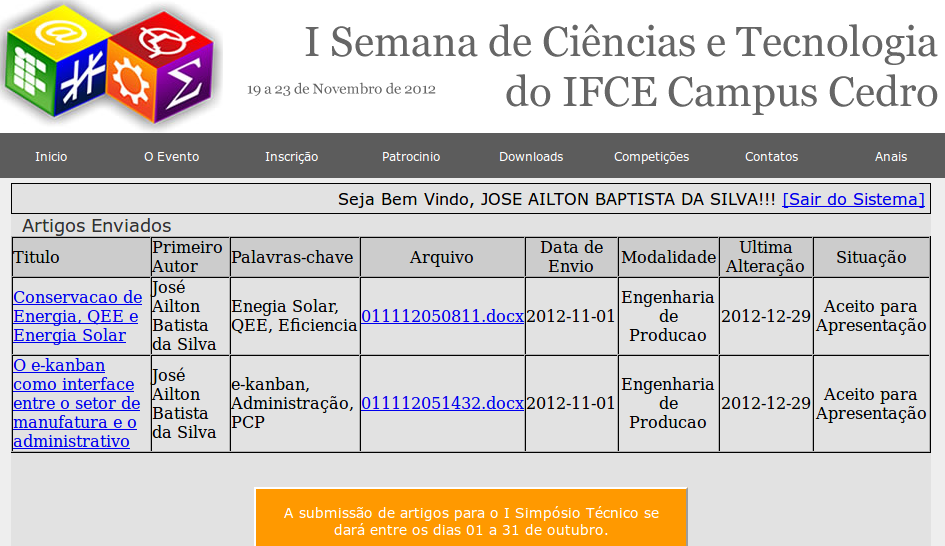 I Semana de Ciências e Tecnologia
19 a 23 de Novembro de 2012
do IFCE Campus Cedro
Inicio O Evento Inscrição Patrocinio Downloads Competições Contatos Anais
Seja Bem Vindo, JOSE AILTON BAPTISTA DA SILVA!!! [Sair do Sistema]
Artigos Enviados
Titulo
Primeiro
Autor
Palavras-chave
Arquivo
Data de
Envio
Modalidade
Ultima
Alteração
Situação
Conservacao de
Energia, QEE e
Energia Solar
José
Ailton
Batista
da Silva
Enegia Solar,
QEE, Eficiencia
011112050811.docx
2012-11-01
Engenharia
de
Producao
2012-12-29
Aceito para
Apresentação
O e-kanban
como interface
entre o setor de
manufatura e o
administrativo
José
Ailton
Batista
da Silva
e-kanban,
Administração,
PCP
011112051432.docx
2012-11-01
Engenharia
de
Producao
2012-12-29
Aceito para
Apresentação
A submissão de artigos para o I Simpósio Técnico se
dará entre os dias 01 a 31 de outubro.